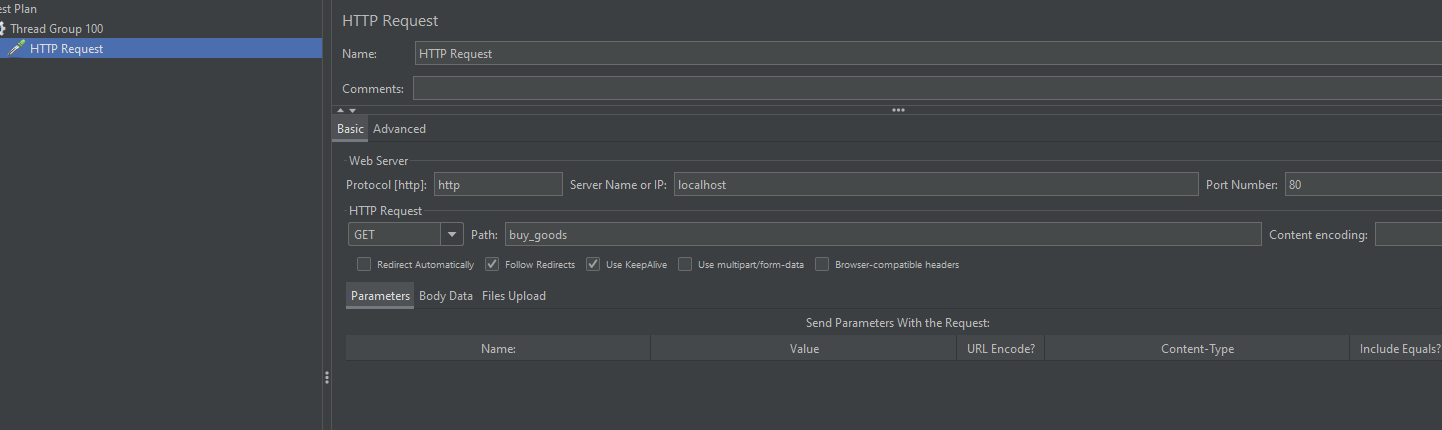 est Plan
Thread Group 100
HTTP Request
HTTP Request
Name: HTTP Request
Comments:
Basic Advanced
Web Server
Protocol [http]: http Server Name or IP: localhost Port Number: 80
HTTP Request
GET Path: buy_goods Content encoding:
Redirect Automatically Follow Redirects Use KeepAlive Use multipart/form-data Browser-compatible headers
Parameters Body Data Files Upload
Send Parameters With the Request:
Name: Value URL Encode? Content-Type Include Equals?